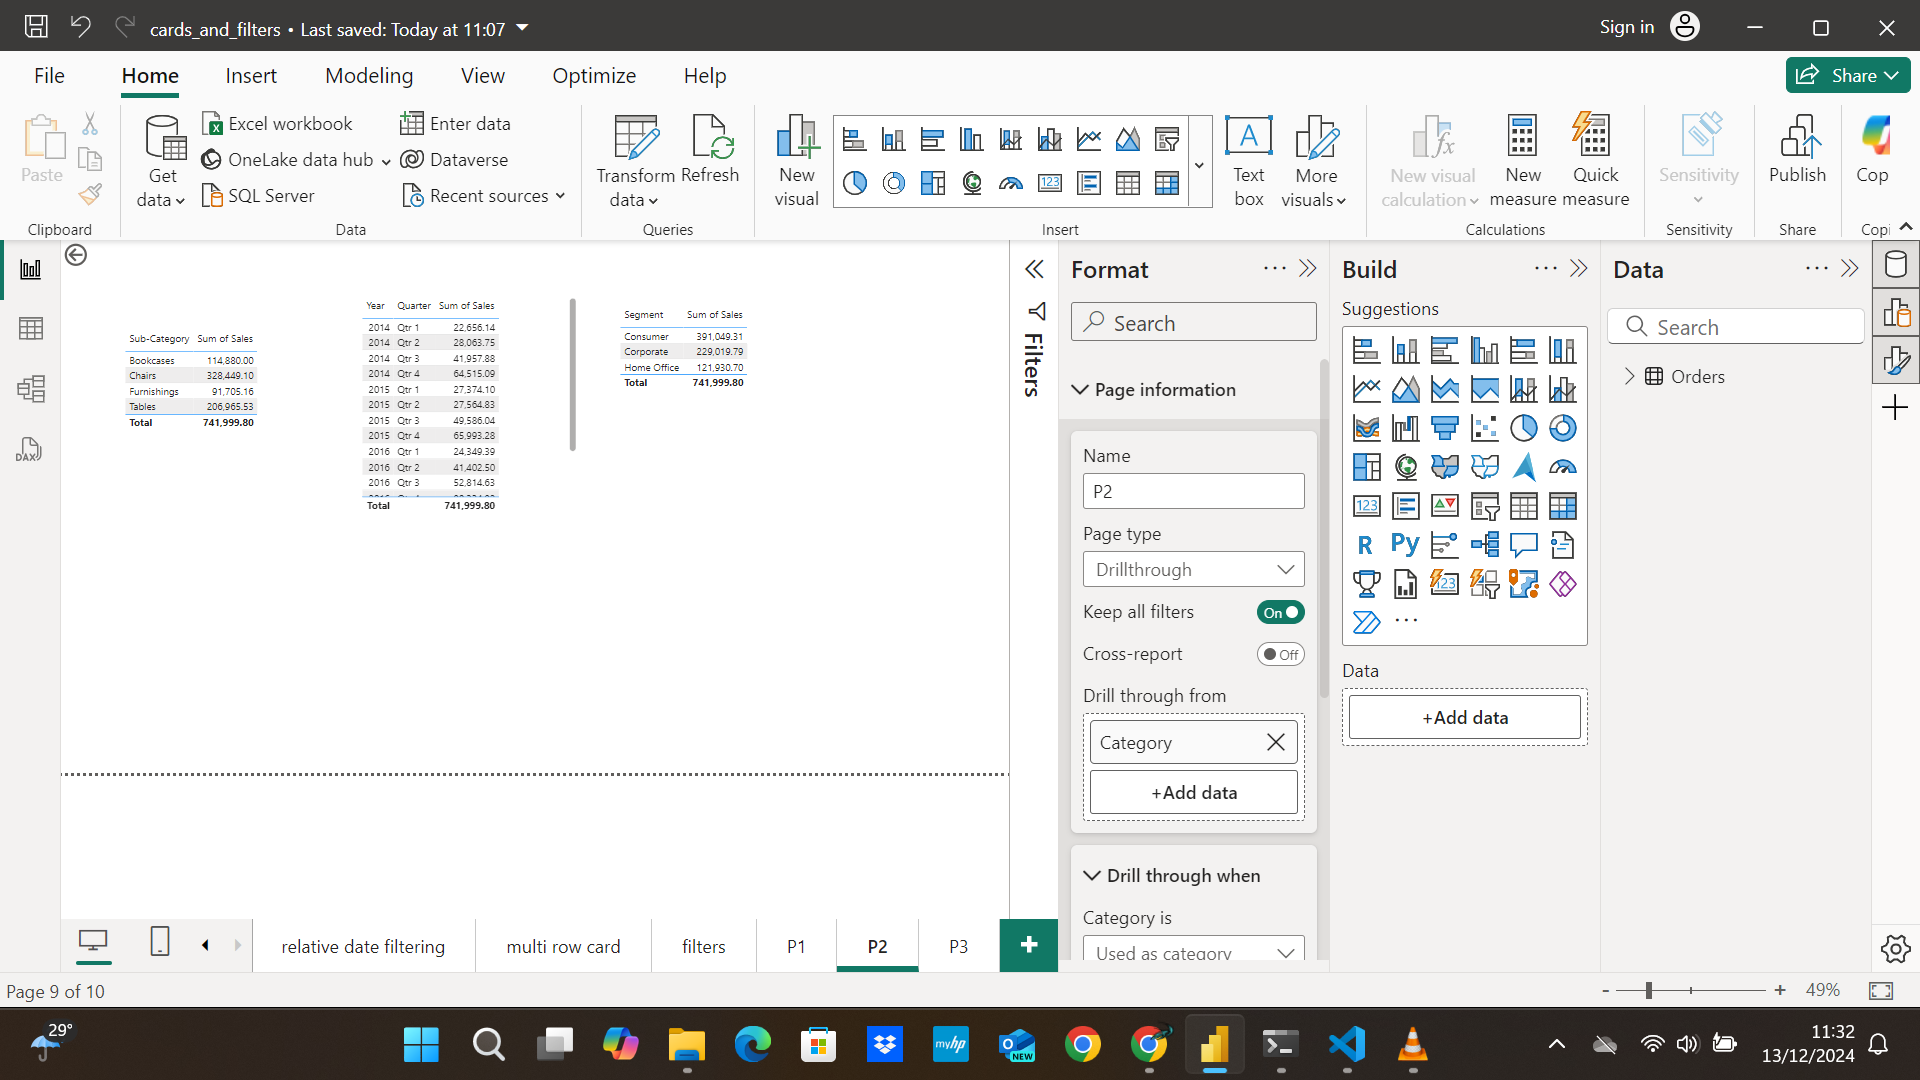 cards_and_filters • Last saved: Today at 11:07
Sign in
File
Home
Insert
Modeling
View
Optimize
Help
Share
Paste
Clipboard
Get data
Excel workbook
OneLake data hub
SQL Server
Enter data
Dataverse
Recent sources
Data
Transform data
Refresh
Queries
New visual
123
A
Text box
More visuals
Insert
New visual calculation
New measure
Quick measure
Calculations
Sensitivity
Sensitivity
Publish
Share
Cop
Copi
DAX
Sub-Category Sum of Sales
Bookcases 114,880.00
Chairs 328,449.10
Furnishings 91,705.16
Tables 206,965.53
Total 741,999.80
Year Quarter Sum of Sales
2014 Qtr 1 22,656.14
2014 Qtr 2 28,063.75
2014 Qtr 3 41,957.88
2014 Qtr 4 64,515.09
2015 Qtr 1 27,374.10
2015 Qtr 2 27,564.83
2015 Qtr 3 49,586.04
2015 Qtr 4 65,993.28
2016 Qtr 1 24,349.39
2016 Qtr 2 41,402.50
2016 Qtr 3 52,814.63
Total 741,999.80
Segment Sum of Sales
Consumer 391,049.31
Corporate 229,019.79
Home Office 121,930.70
Total 741,999.80
Filters
Format
Search
Page information
Name
P2
Page type
Drillthrough
Keep all filters
On
Cross-report
Off
Drill through from
Category
+Add data
Drill through when
Category is
Used as category
Build
Suggestions
123
R
Py
123
Data
+Add data
Data
Search
Orders
relative date filtering
multi row card
filters
P1
P2
P3
Page 9 of 10
- + 49%
29°
myhp
NEW
11:32
13/12/2024